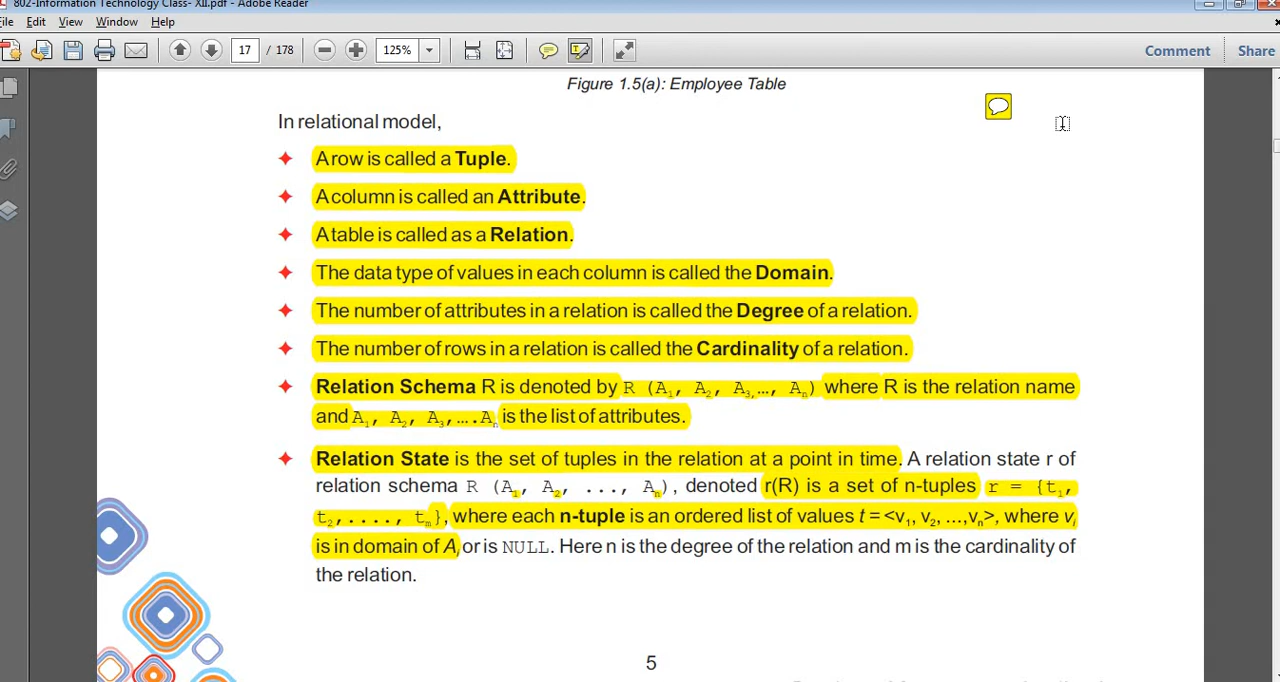 802-Information Technology Class- XII.pdf - Adobe Reader
File Edit View Window Help
17 / 178 125% Comment Share
Figure 1.5(a): Employee Table
In relational model,
A row is called a Tuple.
A column is called an Attribute.
A table is called as a Relation.
The data type of values in each column is called the Domain.
The number of attributes in a relation is called the Degree of a relation.
The number of rows in a relation is called the Cardinality of a relation.
Relation Schema R is denoted by R (A1, A2, A3,…, An) where R is the relation name
and A1, A2, A3,….An is the list of attributes.
Relation State is the set of tuples in the relation at a point in time. A relation state r of
relation schema R (A1, A2, ..., An), denoted r(R) is a set of n-tuples r = {t1,
t2,...., tm}, where each n-tuple is an ordered list of values t = <v1, v2, ...,vn>, where vi
is in domain of Ai or is NULL. Here n is the degree of the relation and m is the cardinality of
the relation.
5